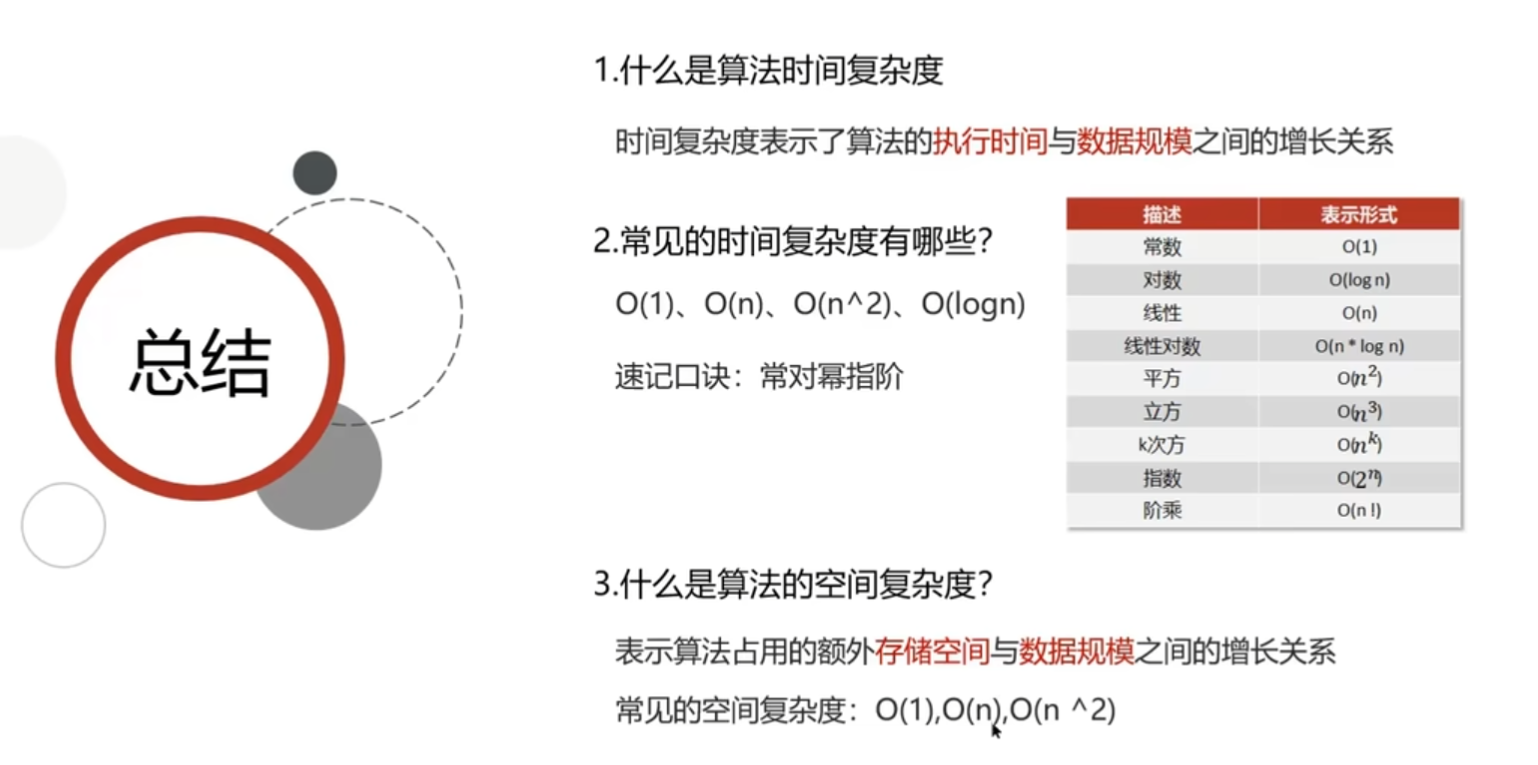 总结
1.什么是算法时间复杂度
时间复杂度表示了算法的执行时间与数据规模之间的增长关系
2.常见的时间复杂度有哪些？
O(1)、O(n)、O(n^2)、O(logn)
速记口诀：常对幂指阶
描述 表示形式
常数 O(1)
对数 O(log n)
线性 O(n)
线性对数 O(n * log n)
平方 O(n²)
立方 O(n³)
k次方 O(nᵏ)
指数 O(2ⁿ)
阶乘 O(n !)
3.什么是算法的空间复杂度？
表示算法占用的额外存储空间与数据规模之间的增长关系
常见的空间复杂度：O(1),O(n),O(n ^2)